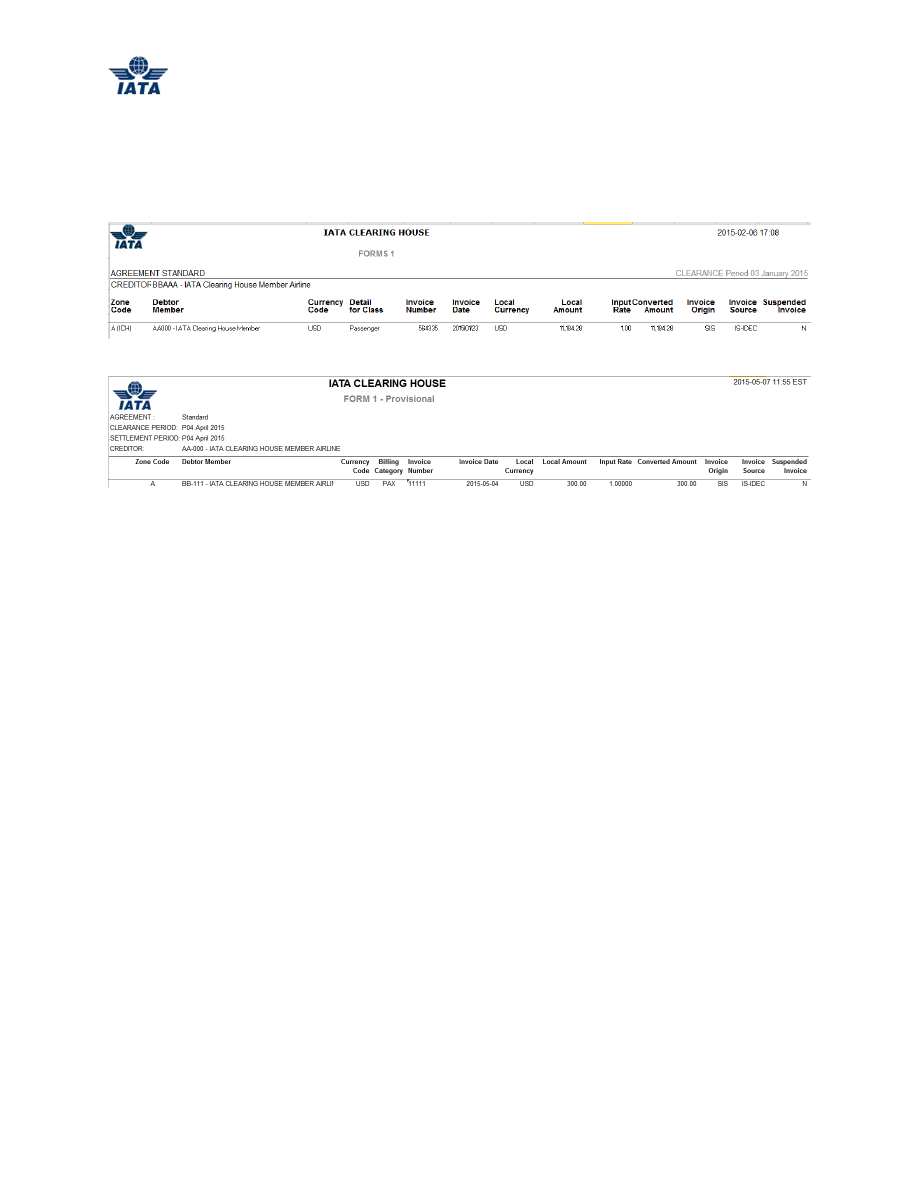 IATA
IATA CLEARING HOUSE 2015-02-06 17:08
IATA
FORMS 1
AGREEMENT STANDARD CLEARANCE Period 03 January 2015
CREDITOR BBAAA - IATA Clearing House Member Airline
Zone Debtor Currency Detail Invoice Invoice Local Local Input Converted Invoice Invoice Suspended
Code Member Code for Class Number Date Currency Amount Rate Amount Origin Source Invoice
A (ICH) AA000 - IATA Clearing House Member USD Passenger 564335 USD 11,184.28 1.00 11,184.28 SIS IS-IDEC N
IATA CLEARING HOUSE 2015-05-07 11:55 EST
FORM 1 - Provisional
IATA
AGREEMENT : Standard
CLEARANCE PERIOD: P04 April 2015
SETTLEMENT PERIOD: P04 April 2015
CREDITOR: AA-000 - IATA CLEARING HOUSE MEMBER AIRLINE
Zone Code Debtor Member Currency Billing Invoice Invoice Date Local Local Amount Input Rate Converted Amount Invoice Invoice Suspended
Code Category Number Currency Origin Source Invoice
A BB-111 - IATA CLEARING HOUSE MEMBER AIRLIN USD PAX 11111 2015-05-04 USD 300.00 1.00000 300.00 SIS IS-IDEC N